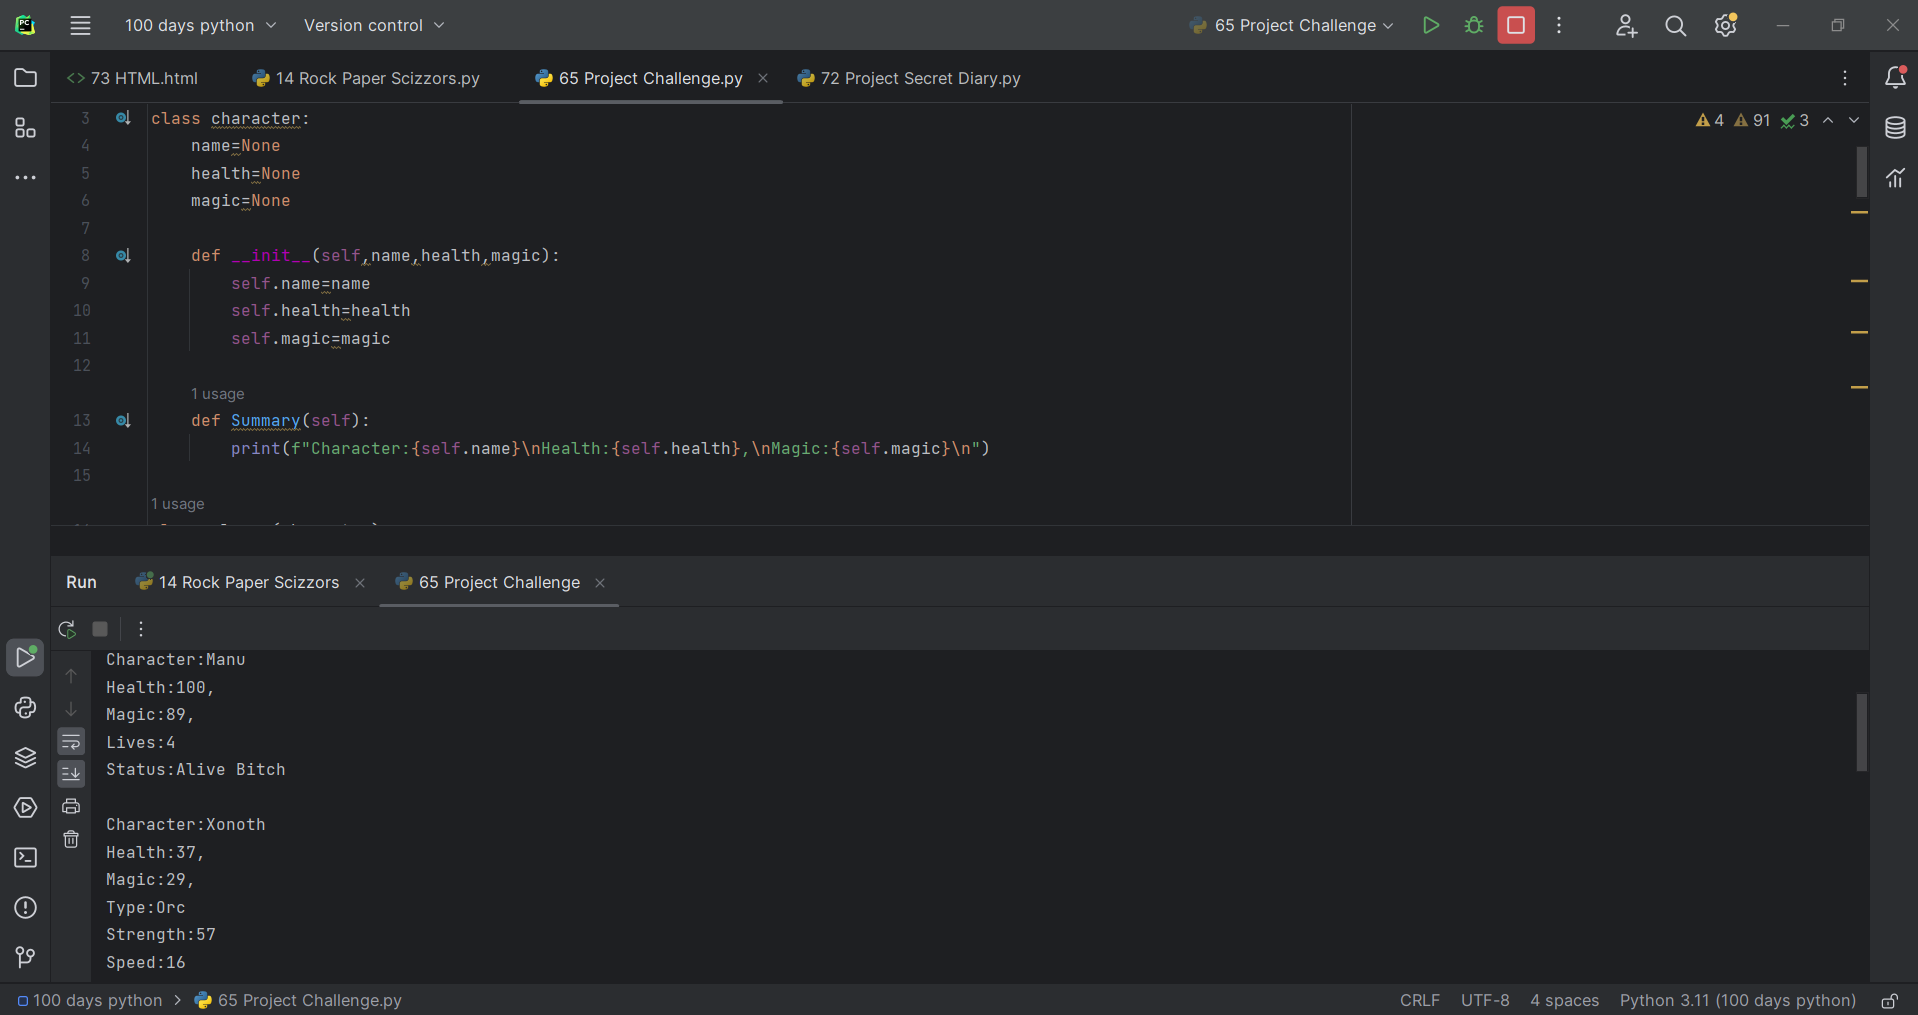 PC
100 days python
Version control
65 Project Challenge
73 HTML.html
14 Rock Paper Scizzors.py
65 Project Challenge.py
72 Project Secret Diary.py
4 91 3
3 class character:
4 name=None
5 health=None
6 magic=None
7
8 def __init__(self,name,health,magic):
9 self.name=name
10 self.health=health
11 self.magic=magic
12
1 usage
13 def Summary(self):
14 print(f"Character:{self.name}\nHealth:{self.health},\nMagic:{self.magic}\n")
15
1 usage
Run
14 Rock Paper Scizzors
65 Project Challenge
Character:Manu
Health:100,
Magic:89,
Lives:4
Status:Alive Bitch
Character:Xonoth
Health:37,
Magic:29,
Type:Orc
Strength:57
Speed:16
100 days python > 65 Project Challenge.py
CRLF UTF-8 4 spaces Python 3.11 (100 days python)